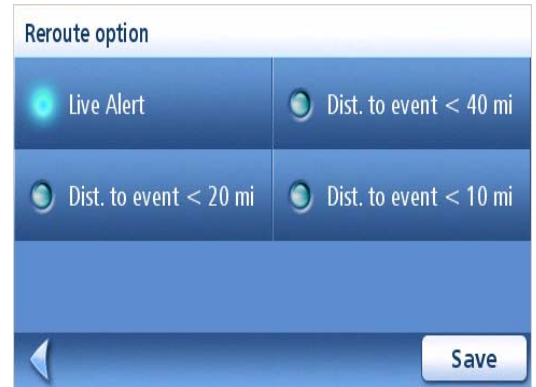 Reroute option
Live Alert
Dist. to event < 40 mi
Dist. to event < 20 mi
Dist. to event < 10 mi
Save